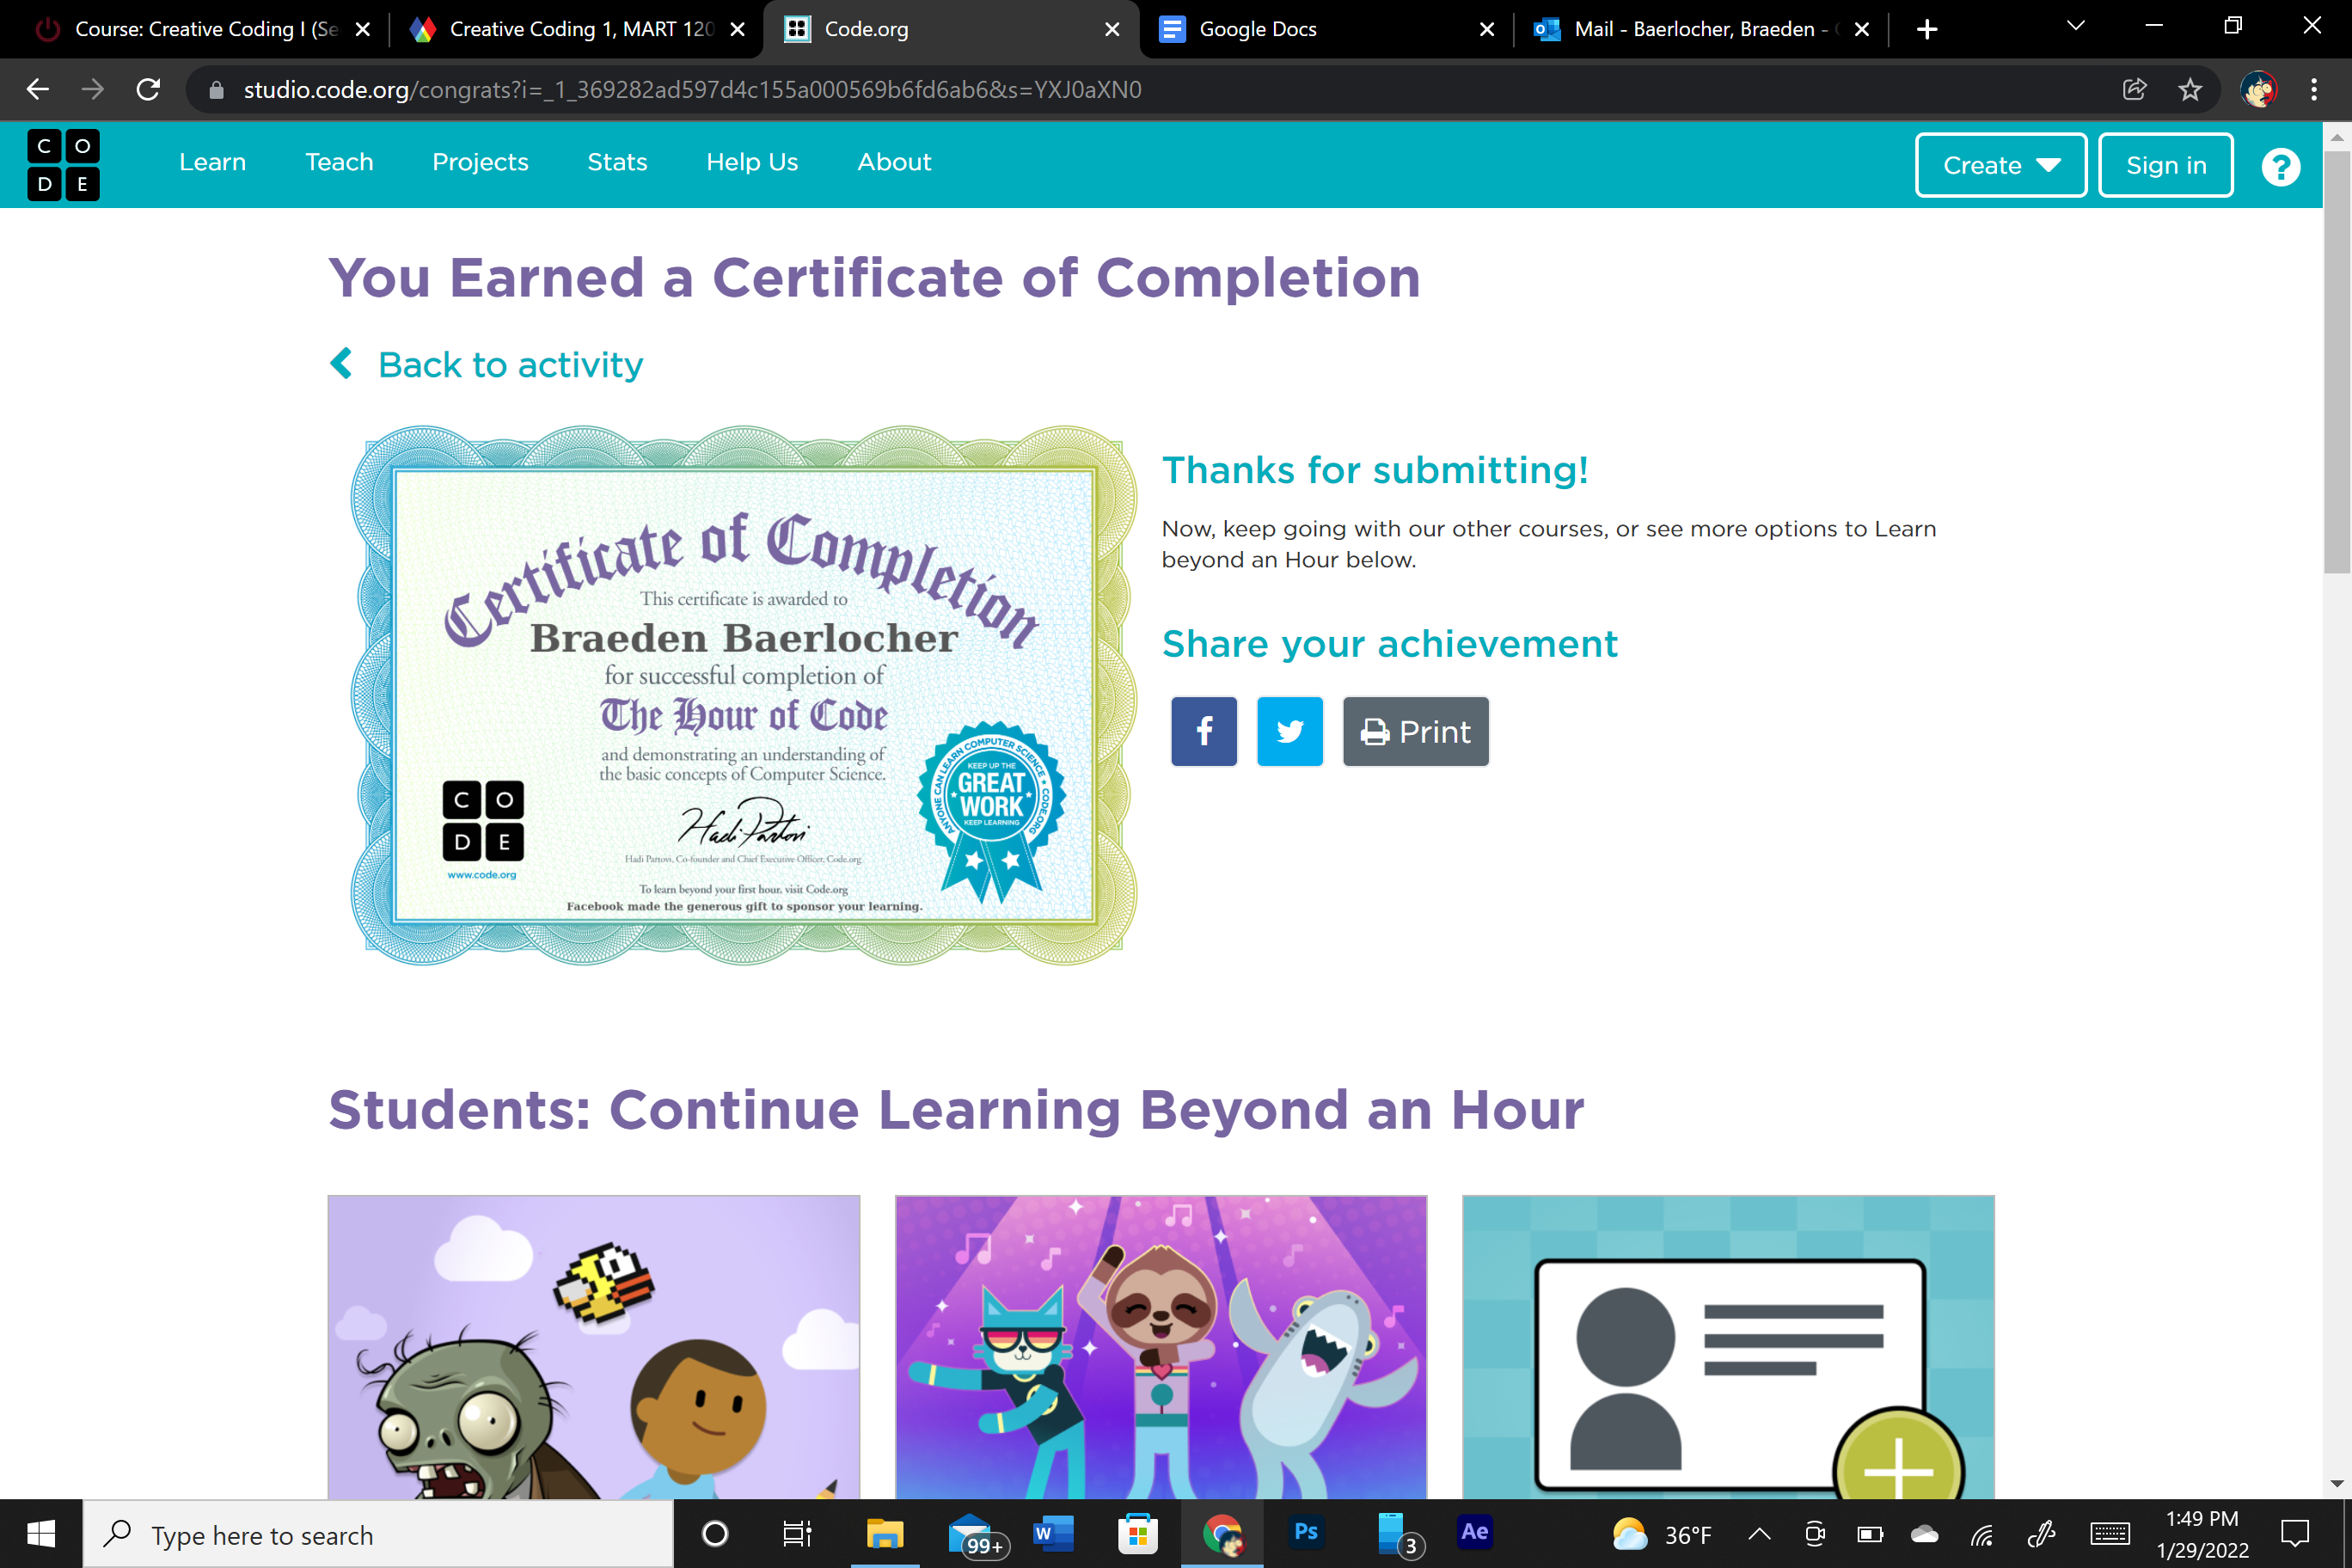 Course: Creative Coding I (Se
Creative Coding 1, MART 120
Code.org
Google Docs
Mail - Baerlocher, Braeden -
studio.code.org/congrats?i=_1_369282ad597d4c155a000569b6fd6ab6&s=YXJ0aXN0
C O D E
Learn Teach Projects Stats Help Us About
Create Sign in ?
You Earned a Certificate of Completion
Back to activity
Certificate of Completion
This certificate is awarded to
Braeden Baerlocher
for successful completion of
The Hour of Code
and demonstrating an understanding of
the basic concepts of Computer Science.
Hadi Partovi
Hadi Partovi, Co-founder and Chief Executive Officer, Code.org
To learn beyond your first hour, visit Code.org
Facebook made the generous gift to sponsor your learning.
C O
D E
www.code.org
ANYONE CAN LEARN COMPUTER SCIENCE • CODE.ORG
KEEP UP THE
GREAT
WORK
KEEP LEARNING
Thanks for submitting!
Now, keep going with our other courses, or see more options to Learn
beyond an Hour below.
Share your achievement
f Print
Students: Continue Learning Beyond an Hour
Type here to search
99+
W
Ps
3
Ae
36°F
1:49 PM
1/29/2022